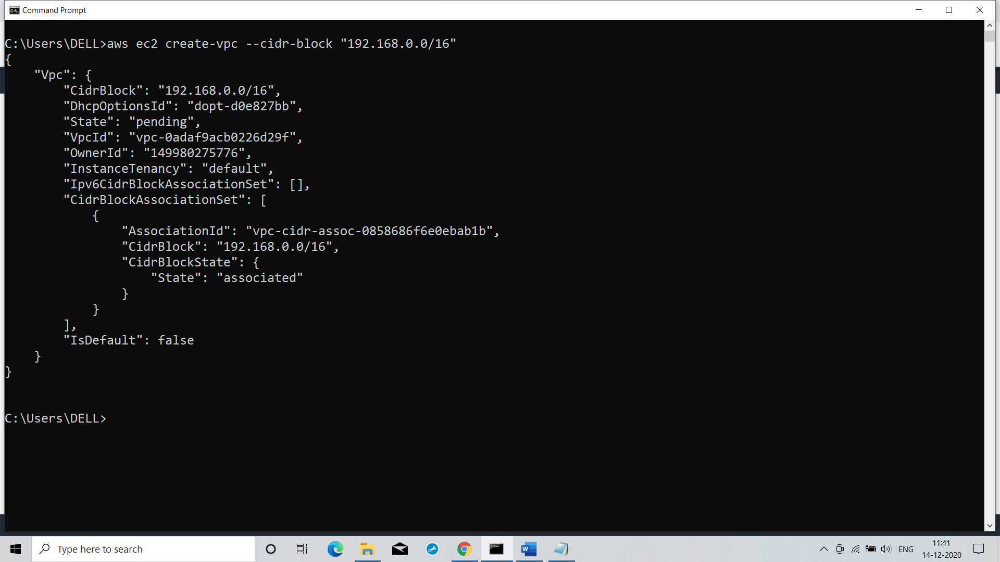 Command Prompt
C:\Users\DELL>aws ec2 create-vpc --cidr-block "192.168.0.0/16"
{
    "Vpc": {
        "CidrBlock": "192.168.0.0/16",
        "DhcpOptionsId": "dopt-d0e827bb",
        "State": "pending",
        "VpcId": "vpc-0adaf9acb0226d29f",
        "OwnerId": "149980275776",
        "InstanceTenancy": "default",
        "Ipv6CidrBlockAssociationSet": [],
        "CidrBlockAssociationSet": [
            {
                "AssociationId": "vpc-cidr-assoc-0858686f6e0ebab1b",
                "CidrBlock": "192.168.0.0/16",
                "CidrBlockState": {
                    "State": "associated"
                }
            }
        ],
        "IsDefault": false
    }
}
C:\Users\DELL>
Type here to search
ENG
11:41
14-12-2020